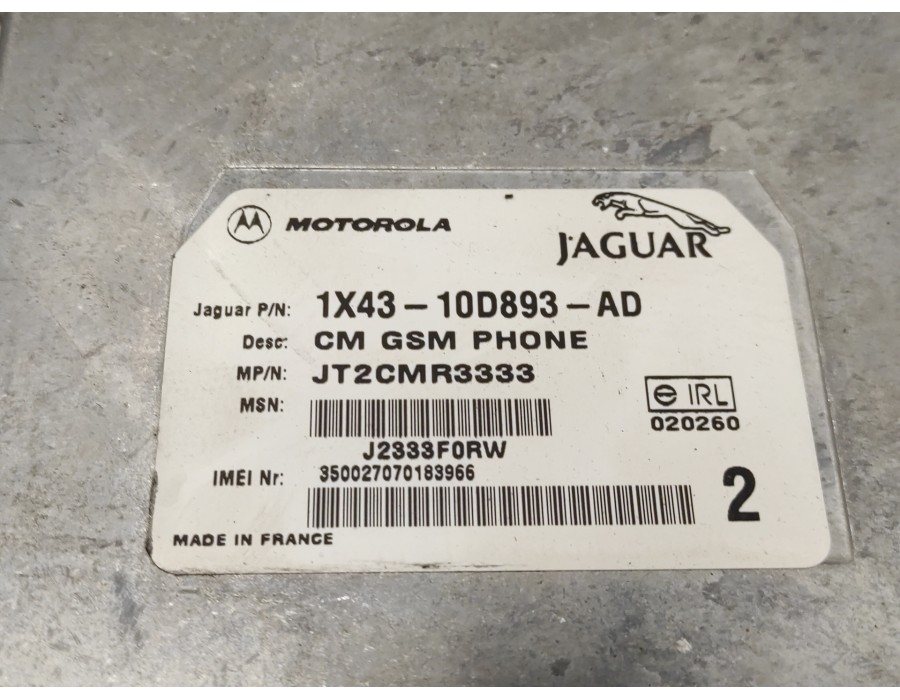 MOTOROLA
JAGUAR
Jaguar P/N: 1X43-10D893-AD
Desc: CM GSM PHONE
MP/N: JT2CMR3333
MSN:
J2333F0RW
IRL
020260
IMEI Nr: 350027070183966
2
MADE IN FRANCE